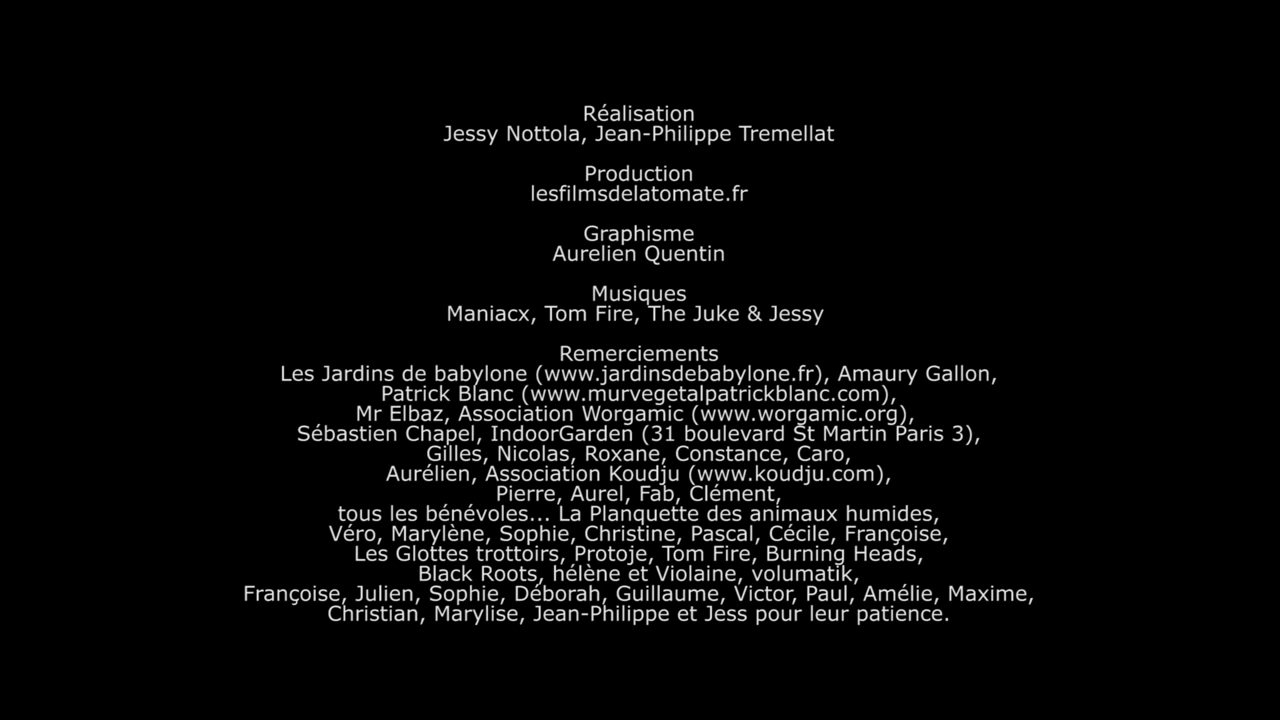 Réalisation
Jessy Nottola, Jean-Philippe Tremellat
Production
lesfilmsdelatomate.fr
Graphisme
Aurelien Quentin
Musiques
Maniacx, Tom Fire, The Juke & Jessy
Remerciements
Les Jardins de babylone (www.jardinsdebabylone.fr), Amaury Gallon,
Patrick Blanc (www.murvegetalpatrickblanc.com),
Mr Elbaz, Association Worgamic (www.worgamic.org),
Sébastien Chapel, IndoorGarden (31 boulevard St Martin Paris 3),
Gilles, Nicolas, Roxane, Constance, Caro,
Aurélien, Association Koudju (www.koudju.com),
Pierre, Aurel, Fab, Clément,
tous les bénévoles... La Planquette des animaux humides,
Véro, Marylène, Sophie, Christine, Pascal, Cécile, Françoise,
Les Glottes trottoirs, Protoje, Tom Fire, Burning Heads,
Black Roots, hélène et Violaine, volumatik,
Françoise, Julien, Sophie, Déborah, Guillaume, Victor, Paul, Amélie, Maxime,
Christian, Marylise, Jean-Philippe et Jess pour leur patience.